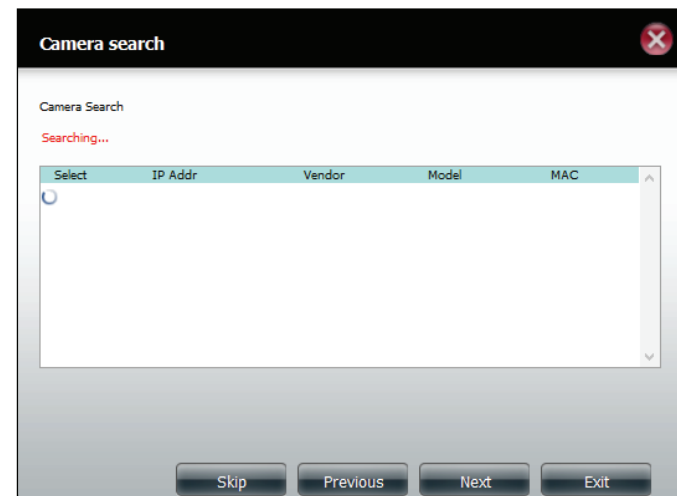 Camera search
Camera Search
Searching...
Select IP Addr Vendor Model MAC
Skip Previous Next Exit